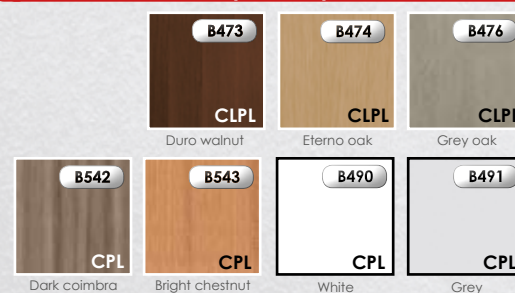 B473 B474 B476
CLPL CLPL CLPL
Duro walnut Eterno oak Grey oak
B542 B543 B490 B491
CPL CPL CPL CPL
Dark coimbra Bright chestnut White Grey